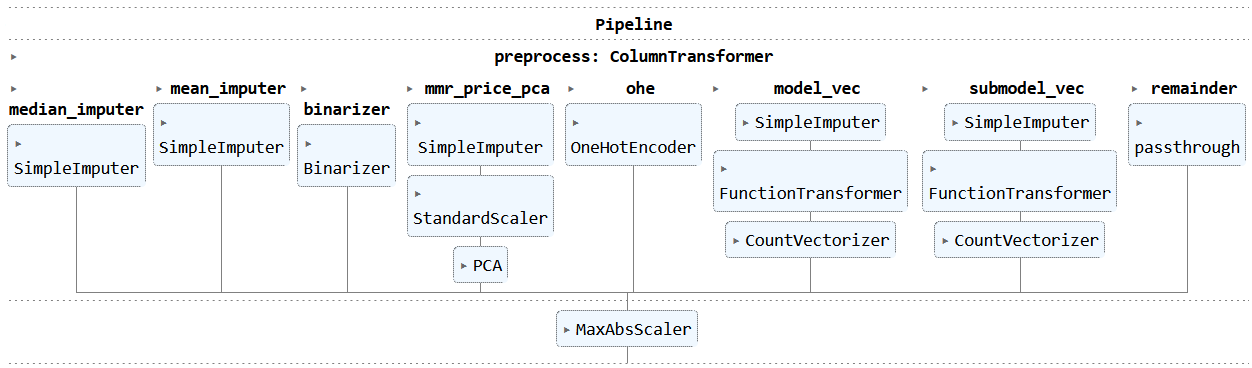 Pipeline
preprocess: ColumnTransformer
median_imputer
SimpleImputer
mean_imputer
SimpleImputer
binarizer
Binarizer
mmr_price_pca
SimpleImputer
StandardScaler
PCA
ohe
OneHotEncoder
model_vec
SimpleImputer
FunctionTransformer
CountVectorizer
submodel_vec
SimpleImputer
FunctionTransformer
CountVectorizer
remainder
passthrough
MaxAbsScaler